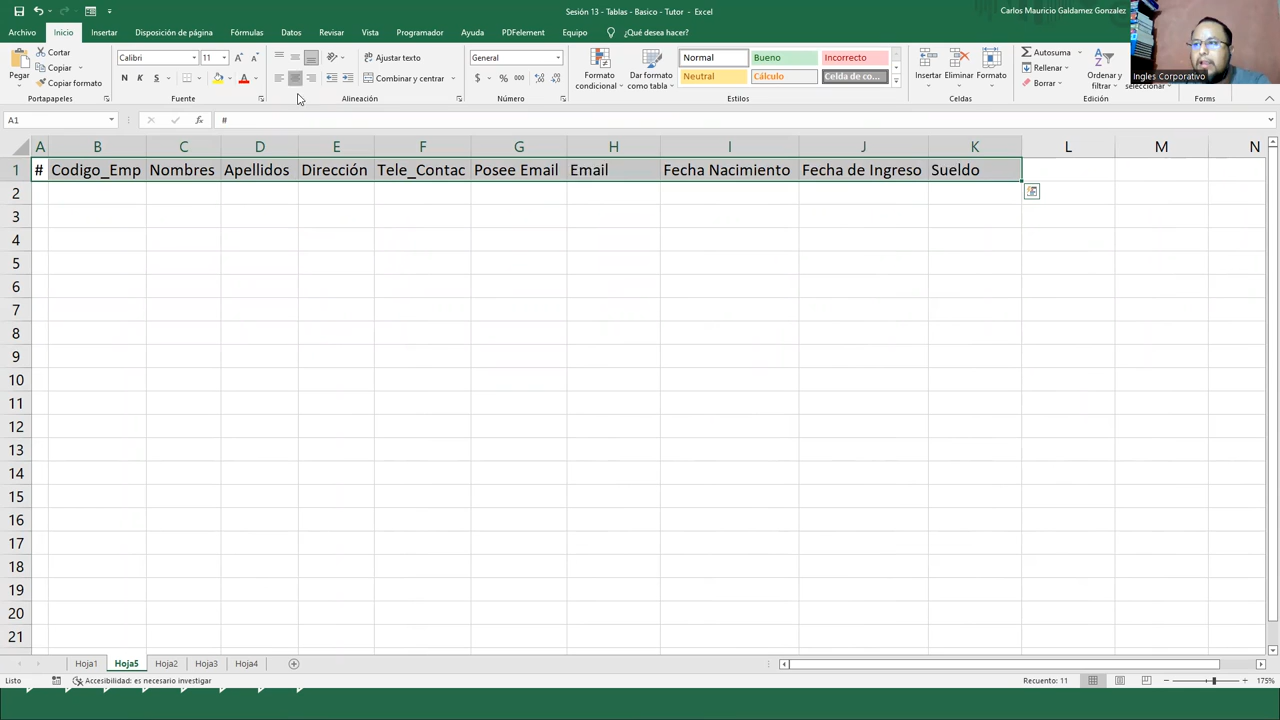 Sesión 13 - Tablas - Basico - Tutor - Excel
Carlos Mauricio Galdamez Gonzalez
Archivo Inicio Insertar Disposición de página Fórmulas Datos Revisar Vista Programador Ayuda PDFelement Equipo ¿Qué desea hacer?
Pegar
Cortar
Copiar
Copiar formato
Portapapeles
Calibri 11
N K S
Fuente
Ajustar texto
Combinar y centrar
Alineación
General
Número
Formato condicional
Dar formato como tabla
Normal Bueno Incorrecto
Neutral Cálculo Celda de co...
Estilos
Insertar Eliminar Formato
Celdas
Autosuma
Rellenar
Borrar
Ordenar y filtrar
seleccionar
Edición
Forms
Ingles Corporativo
A1 fx #
A B C D E F G H I J K L M N
1 # Codigo_Emp Nombres Apellidos Dirección Tele_Contac Posee Email Email Fecha Nacimiento Fecha de Ingreso Sueldo
2
3
4
5
6
7
8
9
10
11
12
13
14
15
16
17
18
19
20
21
Hoja1 Hoja5 Hoja2 Hoja3 Hoja4
Listo Accesibilidad: es necesario investigar Recuento: 11 175%